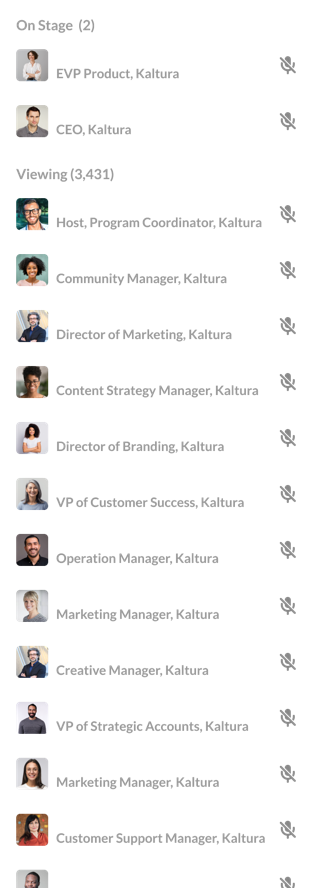 On Stage (2)
EVP Product, Kaltura
CEO, Kaltura
Viewing (3,431)
Host, Program Coordinator, Kaltura
Community Manager, Kaltura
Director of Marketing, Kaltura
Content Strategy Manager, Kaltura
Director of Branding, Kaltura
VP of Customer Success, Kaltura
Operation Manager, Kaltura
Marketing Manager, Kaltura
Creative Manager, Kaltura
VP of Strategic Accounts, Kaltura
Marketing Manager, Kaltura
Customer Support Manager, Kaltura